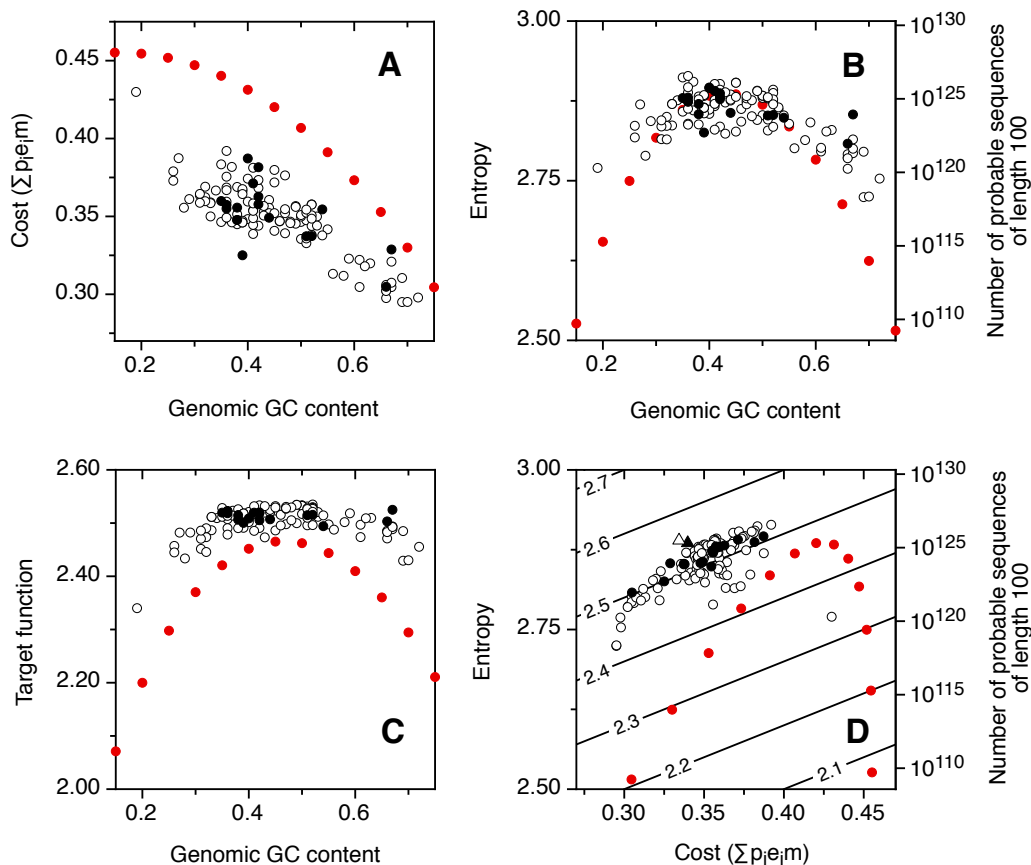 A
0.45
0.40
0.35
0.30
Cost (∑pᵢeᵢm)
0.2
0.4
0.6
Genomic GC content
B
3.00
2.75
2.50
Entropy
10¹³⁰
10¹²⁵
10¹²⁰
10¹¹⁵
10¹¹⁰
Number of probable sequences
of length 100
0.2
0.4
0.6
Genomic GC content
C
2.60
2.40
2.20
2.00
Target function
0.2
0.4
0.6
Genomic GC content
D
3.00
2.75
2.50
Entropy
2.7
2.6
2.5
2.4
2.3
2.2
2.1
10¹³⁰
10¹²⁵
10¹²⁰
10¹¹⁵
10¹¹⁰
Number of probable sequences
of length 100
0.30
0.35
0.40
0.45
Cost (∑pᵢeᵢm)